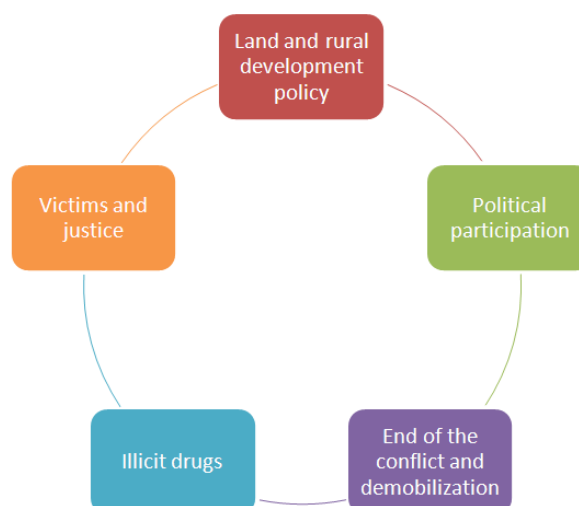 Land and rural
development
policy
Political
participation
End of the
conflict and
demobilization
Illicit drugs
Victims and
justice